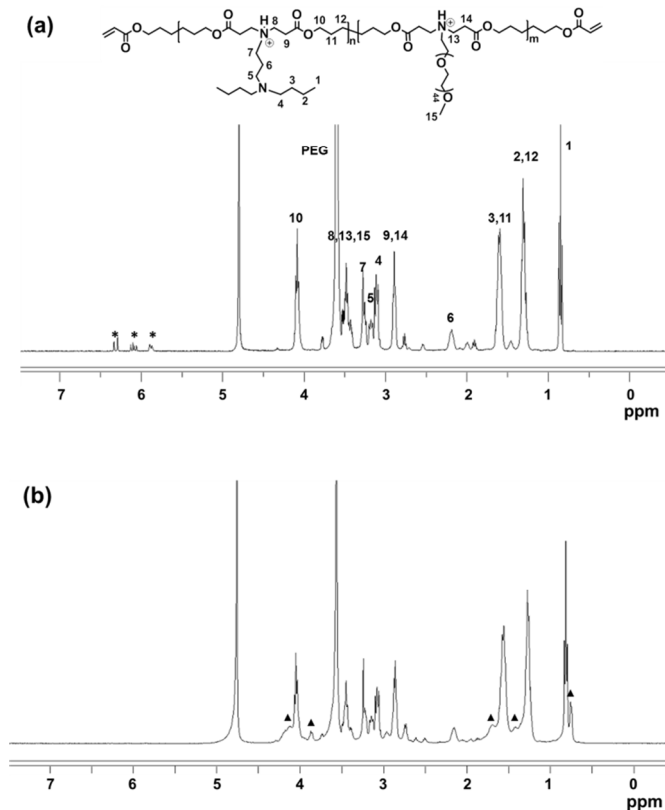 (a)
H 8 14 H
10 12
O O N O O n O O N O O m O O
9 11 13
7
6
5 3 1
N 4 2
O
O 44
15
PEG
1
2,12
10 8,13,15 9,14 3,11
7 4
5
6
* * *
7 6 5 4 3 2 1 0
ppm
(b)
7 6 5 4 3 2 1 0
ppm